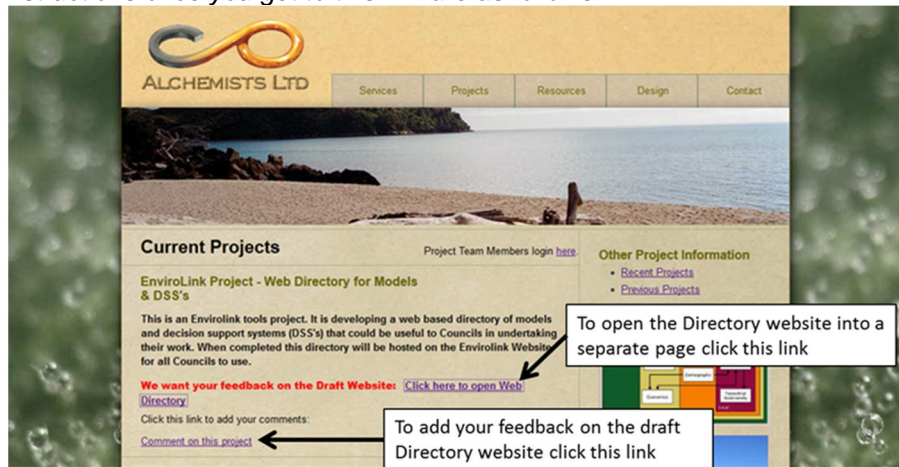 ALCHEMISTS LTD
Services Projects Resources Design Contact
Current Projects
Project Team Members login here.
EnviroLink Project - Web Directory for Models
& DSS's
This is an Envirolink tools project. It is developing a web based directory of models
and decision support systems (DSS's) that could be useful to Councils in undertaking
their work. When completed this directory will be hosted on the Envirolink Website
for all Councils to use.
We want your feedback on the Draft Website: Click here to open Web
Directory
Click this link to add your comments:
Comment on this project
Other Project Information
Recent Projects
Previous Projects
To open the Directory website into a
separate page click this link
Demography
Economics
To add your feedback on the draft
Directory website click this link